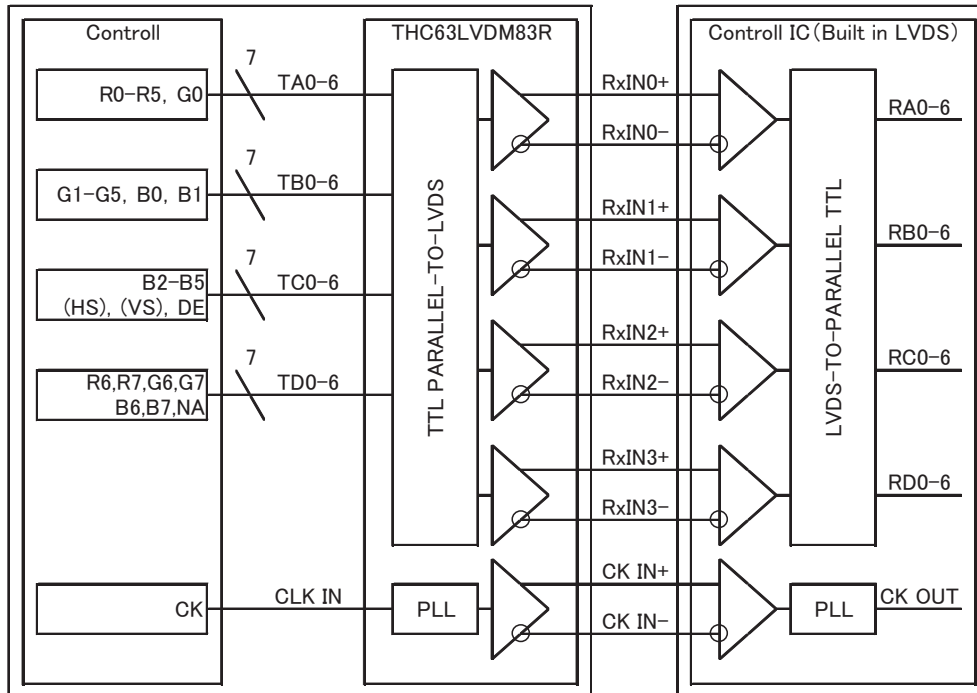 Controll
THC63LVDM83R
Controll IC(Built in LVDS)
R0-R5, G0
7
TA0-6
G1-G5, B0, B1
7
TB0-6
B2-B5
(HS), (VS), DE
7
TC0-6
R6,R7,G6,G7
B6,B7,NA
7
TD0-6
CK
CLK IN
TTL PARALLEL-TO-LVDS
PLL
RxIN0+
RxIN0-
RxIN1+
RxIN1-
RxIN2+
RxIN2-
RxIN3+
RxIN3-
CK IN+
CK IN-
LVDS-TO-PARALLEL TTL
PLL
RA0-6
RB0-6
RC0-6
RD0-6
CK OUT